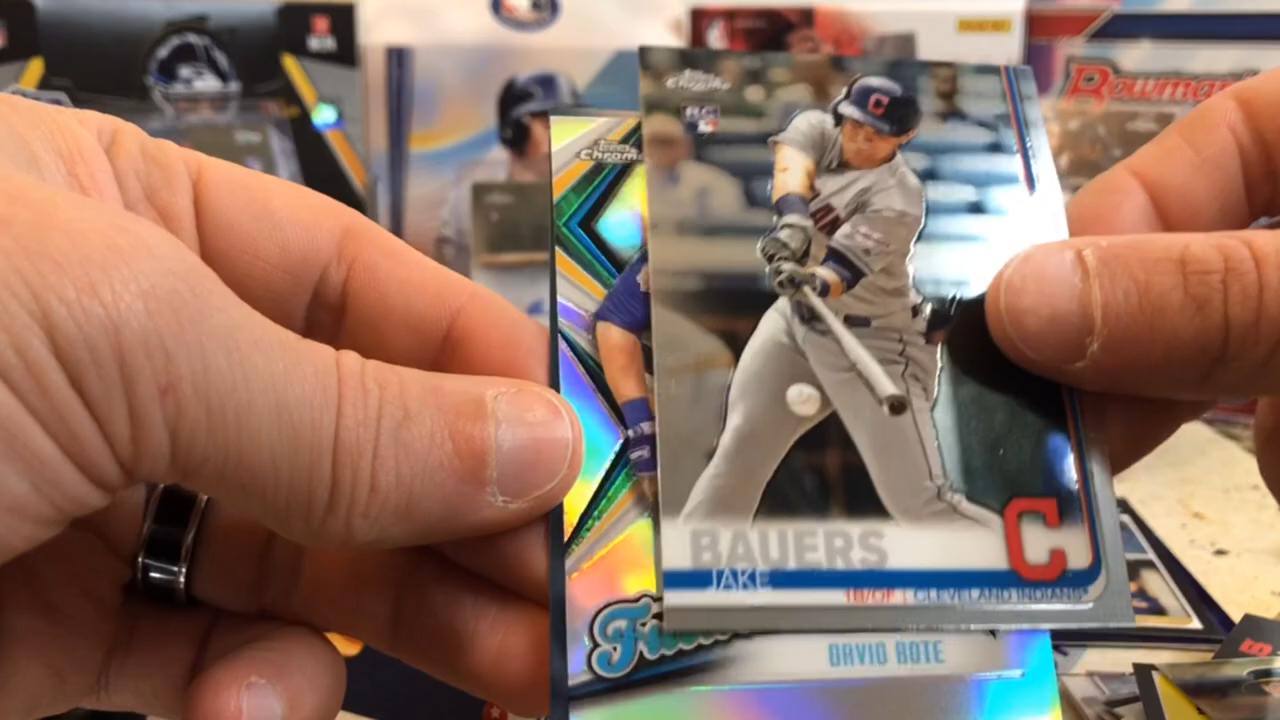 Bowman
Topps
Chrome
RC
Topps
Chrome
C
BAUERS
JAKE
1B/OF | CLEVELAND INDIANS
C
DAVID BOTE